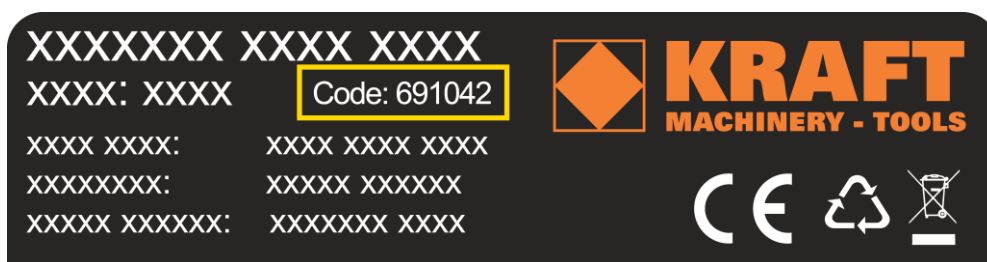 XXXXXXX XXXX XXXX
XXXX: XXXX
Code: 691042
KRAFT
MACHINERY - TOOLS
XXXX XXXX: XXXX XXXX XXXX
XXXXXXXX: XXXXX XXXXXX
XXXXX XXXXXX: XXXXXXX XXXX
CE